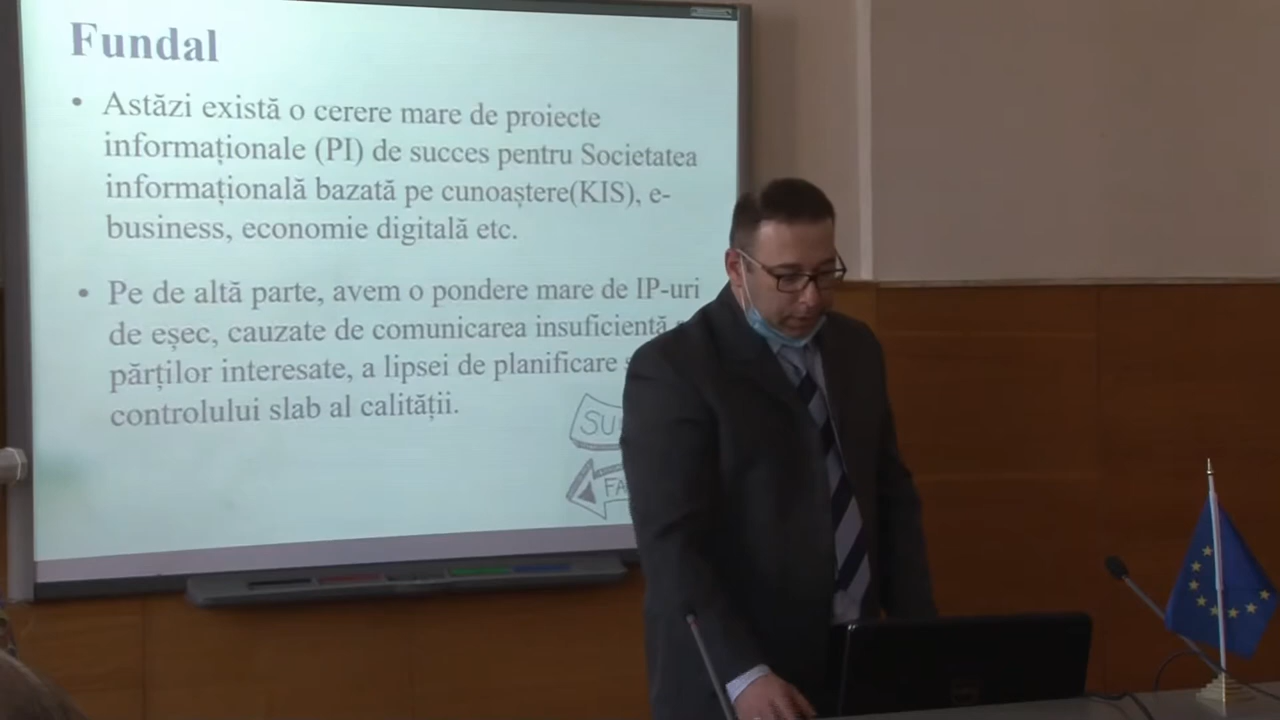 Fundal
• Astăzi există o cerere mare de proiecte
informaționale (PI) de succes pentru Societatea
informațională bazată pe cunoaștere(KIS), e-
business, economie digitală etc.
• Pe de altă parte, avem o pondere mare de IP-uri
de eșec, cauzate de comunicarea insuficientă
părților interesate, a lipsei de planificare
controlului slab al calității.